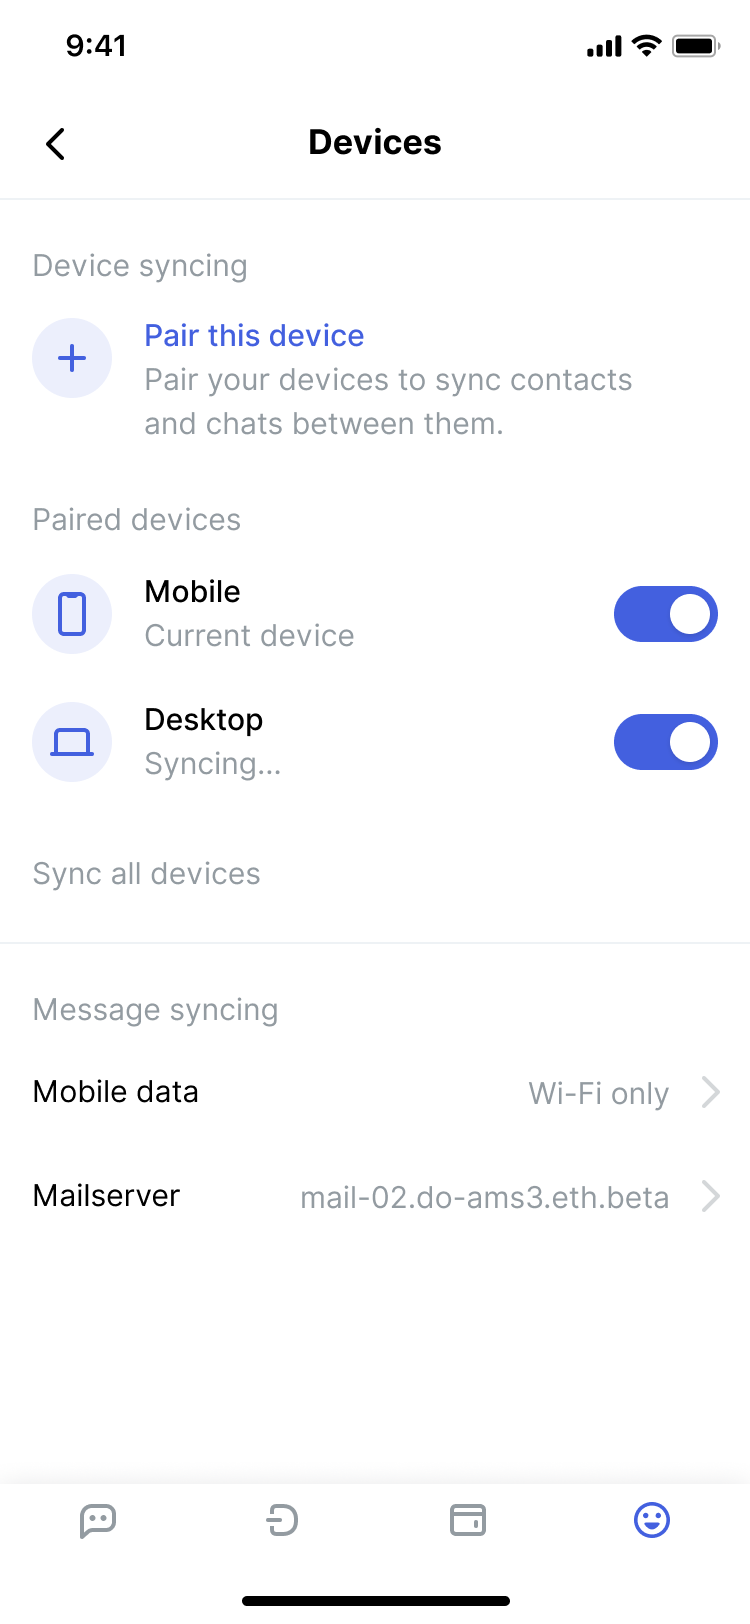 9:41
Devices
Device syncing
Pair this device
Pair your devices to sync contacts
and chats between them.
Paired devices
Mobile
Current device
Desktop
Syncing...
Sync all devices
Message syncing
Mobile data
Wi-Fi only
Mailserver
mail-02.do-ams3.eth.beta